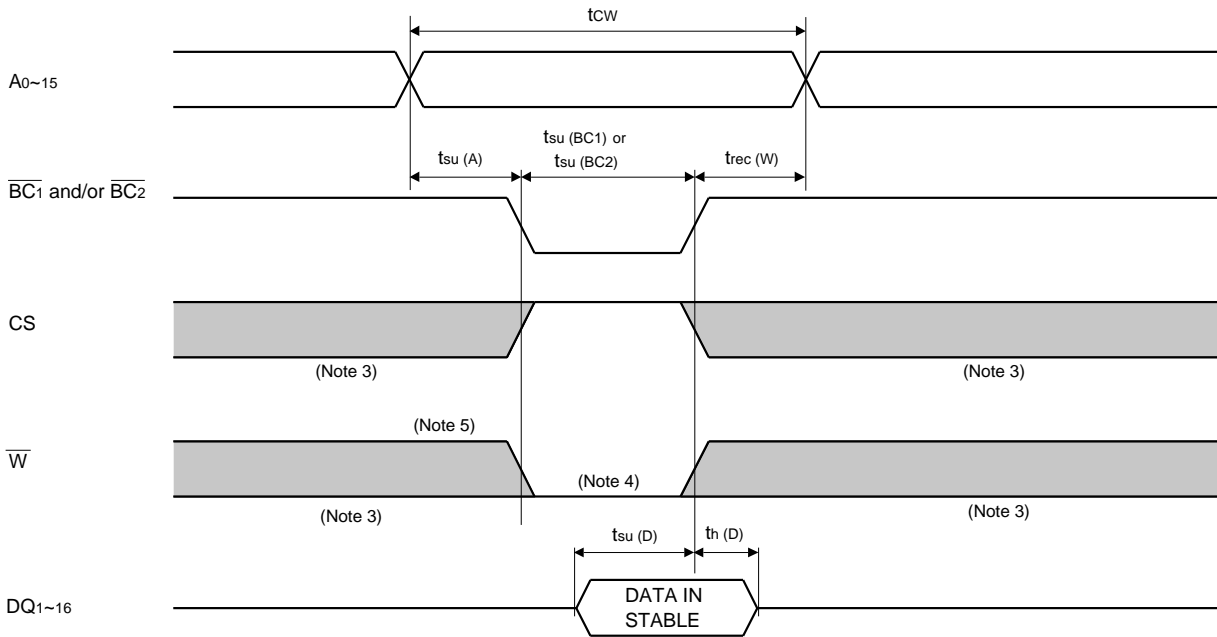 tCW
A0~15
tsu (BC1) or
tsu (BC2)
tsu (A)
trec (W)
BC1 and/or BC2
CS
(Note 3)
(Note 3)
(Note 5)
W
(Note 4)
(Note 3)
(Note 3)
tsu (D)
th (D)
DQ1~16
DATA IN
STABLE